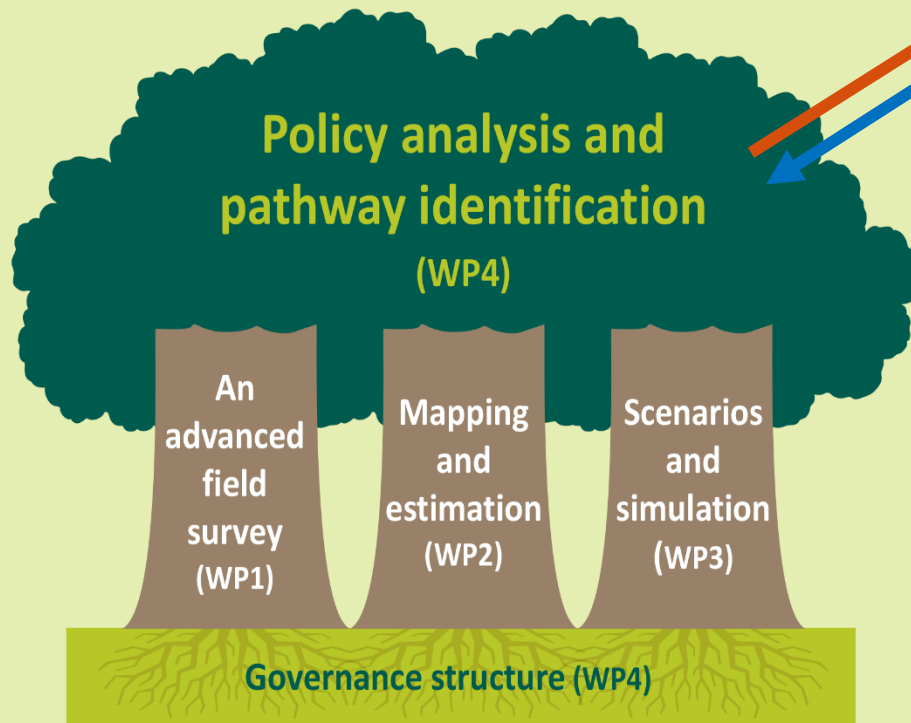 Policy analysis and
pathway identification
(WP4)
An
advanced
field
survey
(WP1)
Mapping
and
estimation
(WP2)
Scenarios
and
simulation
(WP3)
Governance structure (WP4)